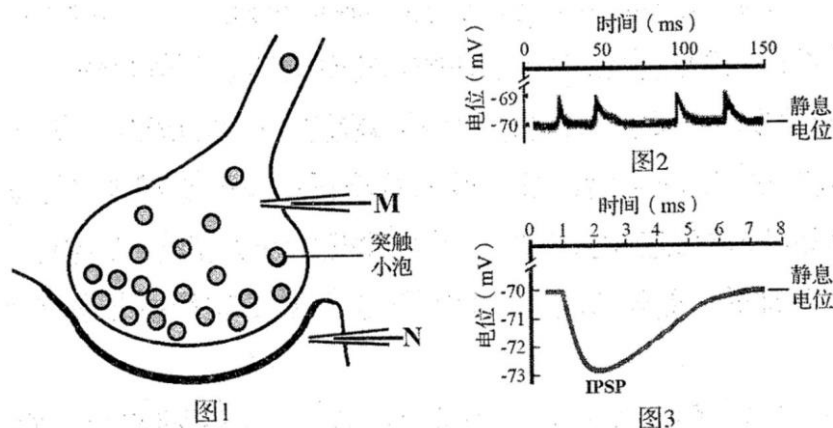 M
突触
小泡
N
图1
时间（ms）
0 50 100 150
电位（mV）
-69
-70
静息
电位
图2
时间（ms）
0 1 2 3 4 5 6 7 8
电位（mV）
-70
-71
-72
-73
静息
电位
IPSP
图3